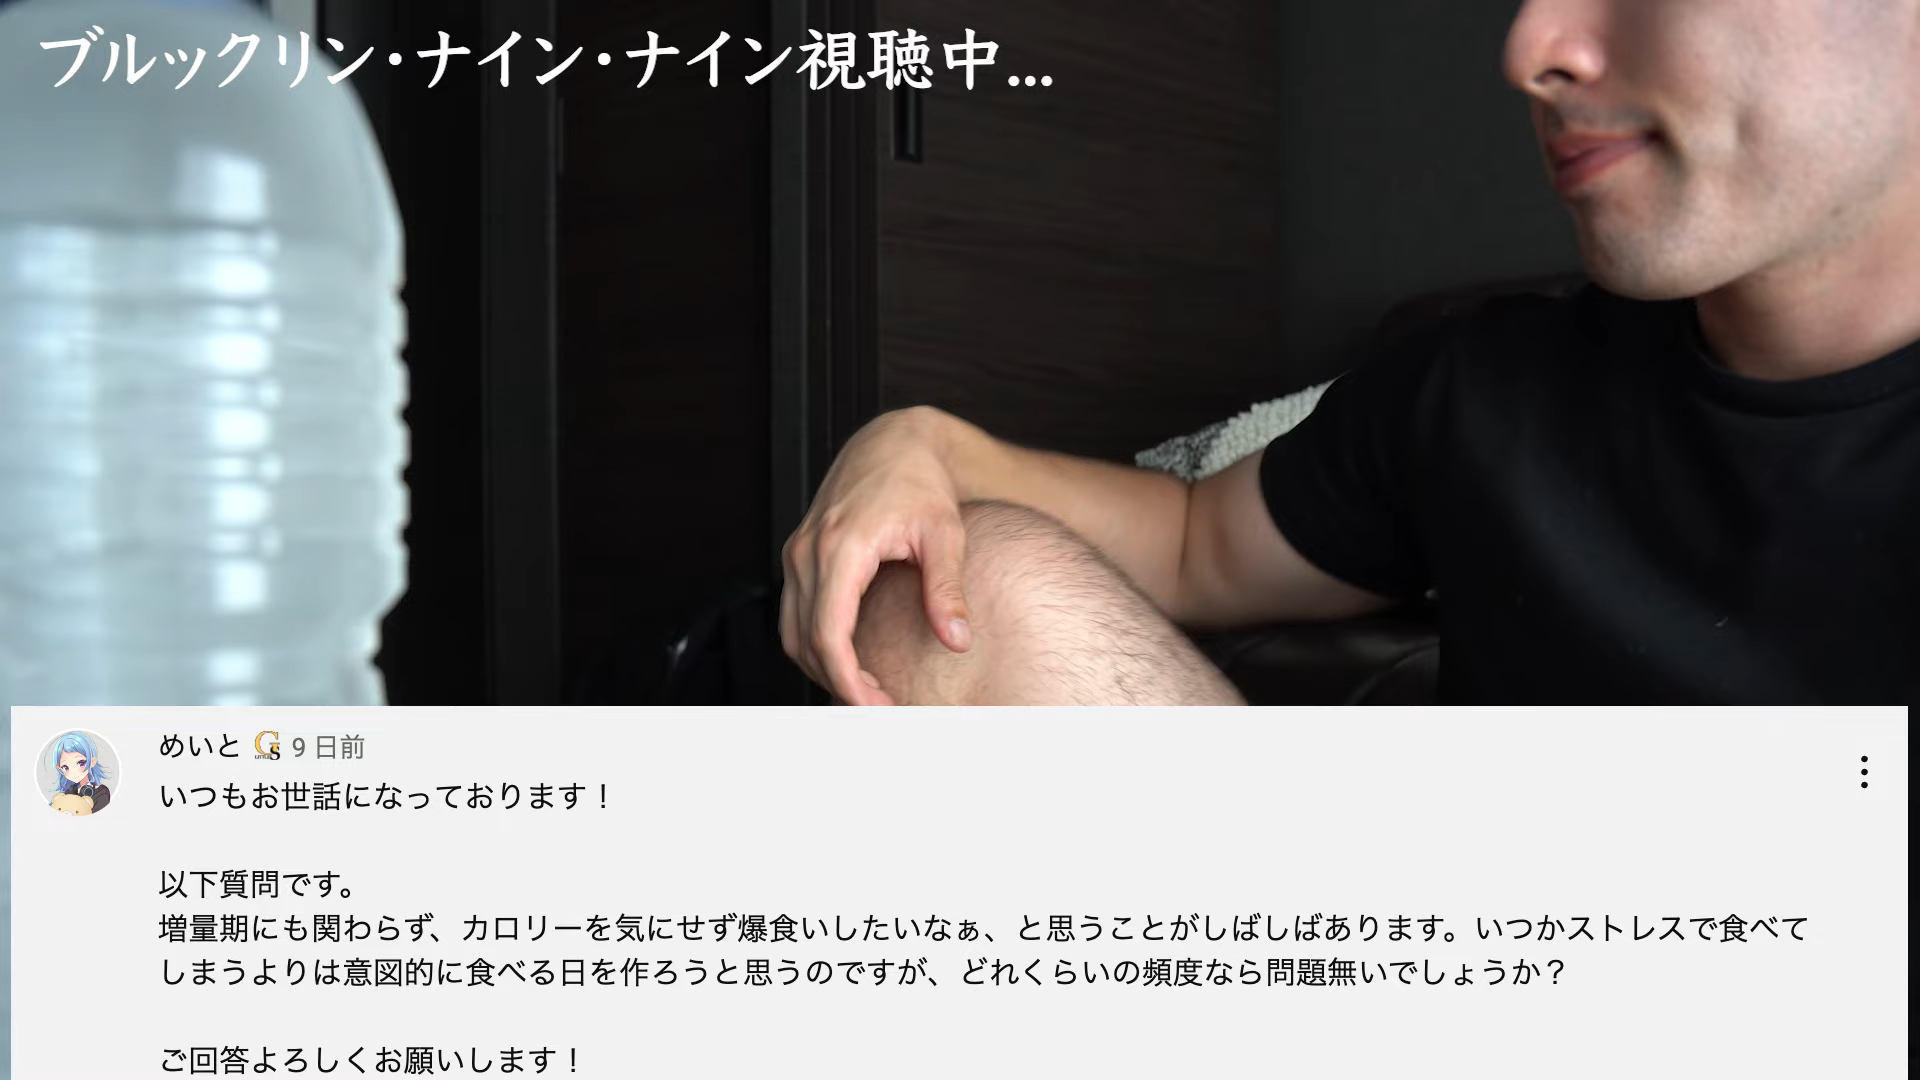 ブルックリン・ナイン・ナイン視聴中...
めいと 9 日前
いつもお世話になっております！
以下質問です。
増量期にも関わらず、カロリーを気にせず爆食いしたいなぁ、と思うことがしばしばあります。いつかストレスで食べて
しまうよりは意図的に食べる日を作ろうと思うのですが、どれくらいの頻度なら問題無いでしょうか？
ご回答よろしくお願いします！